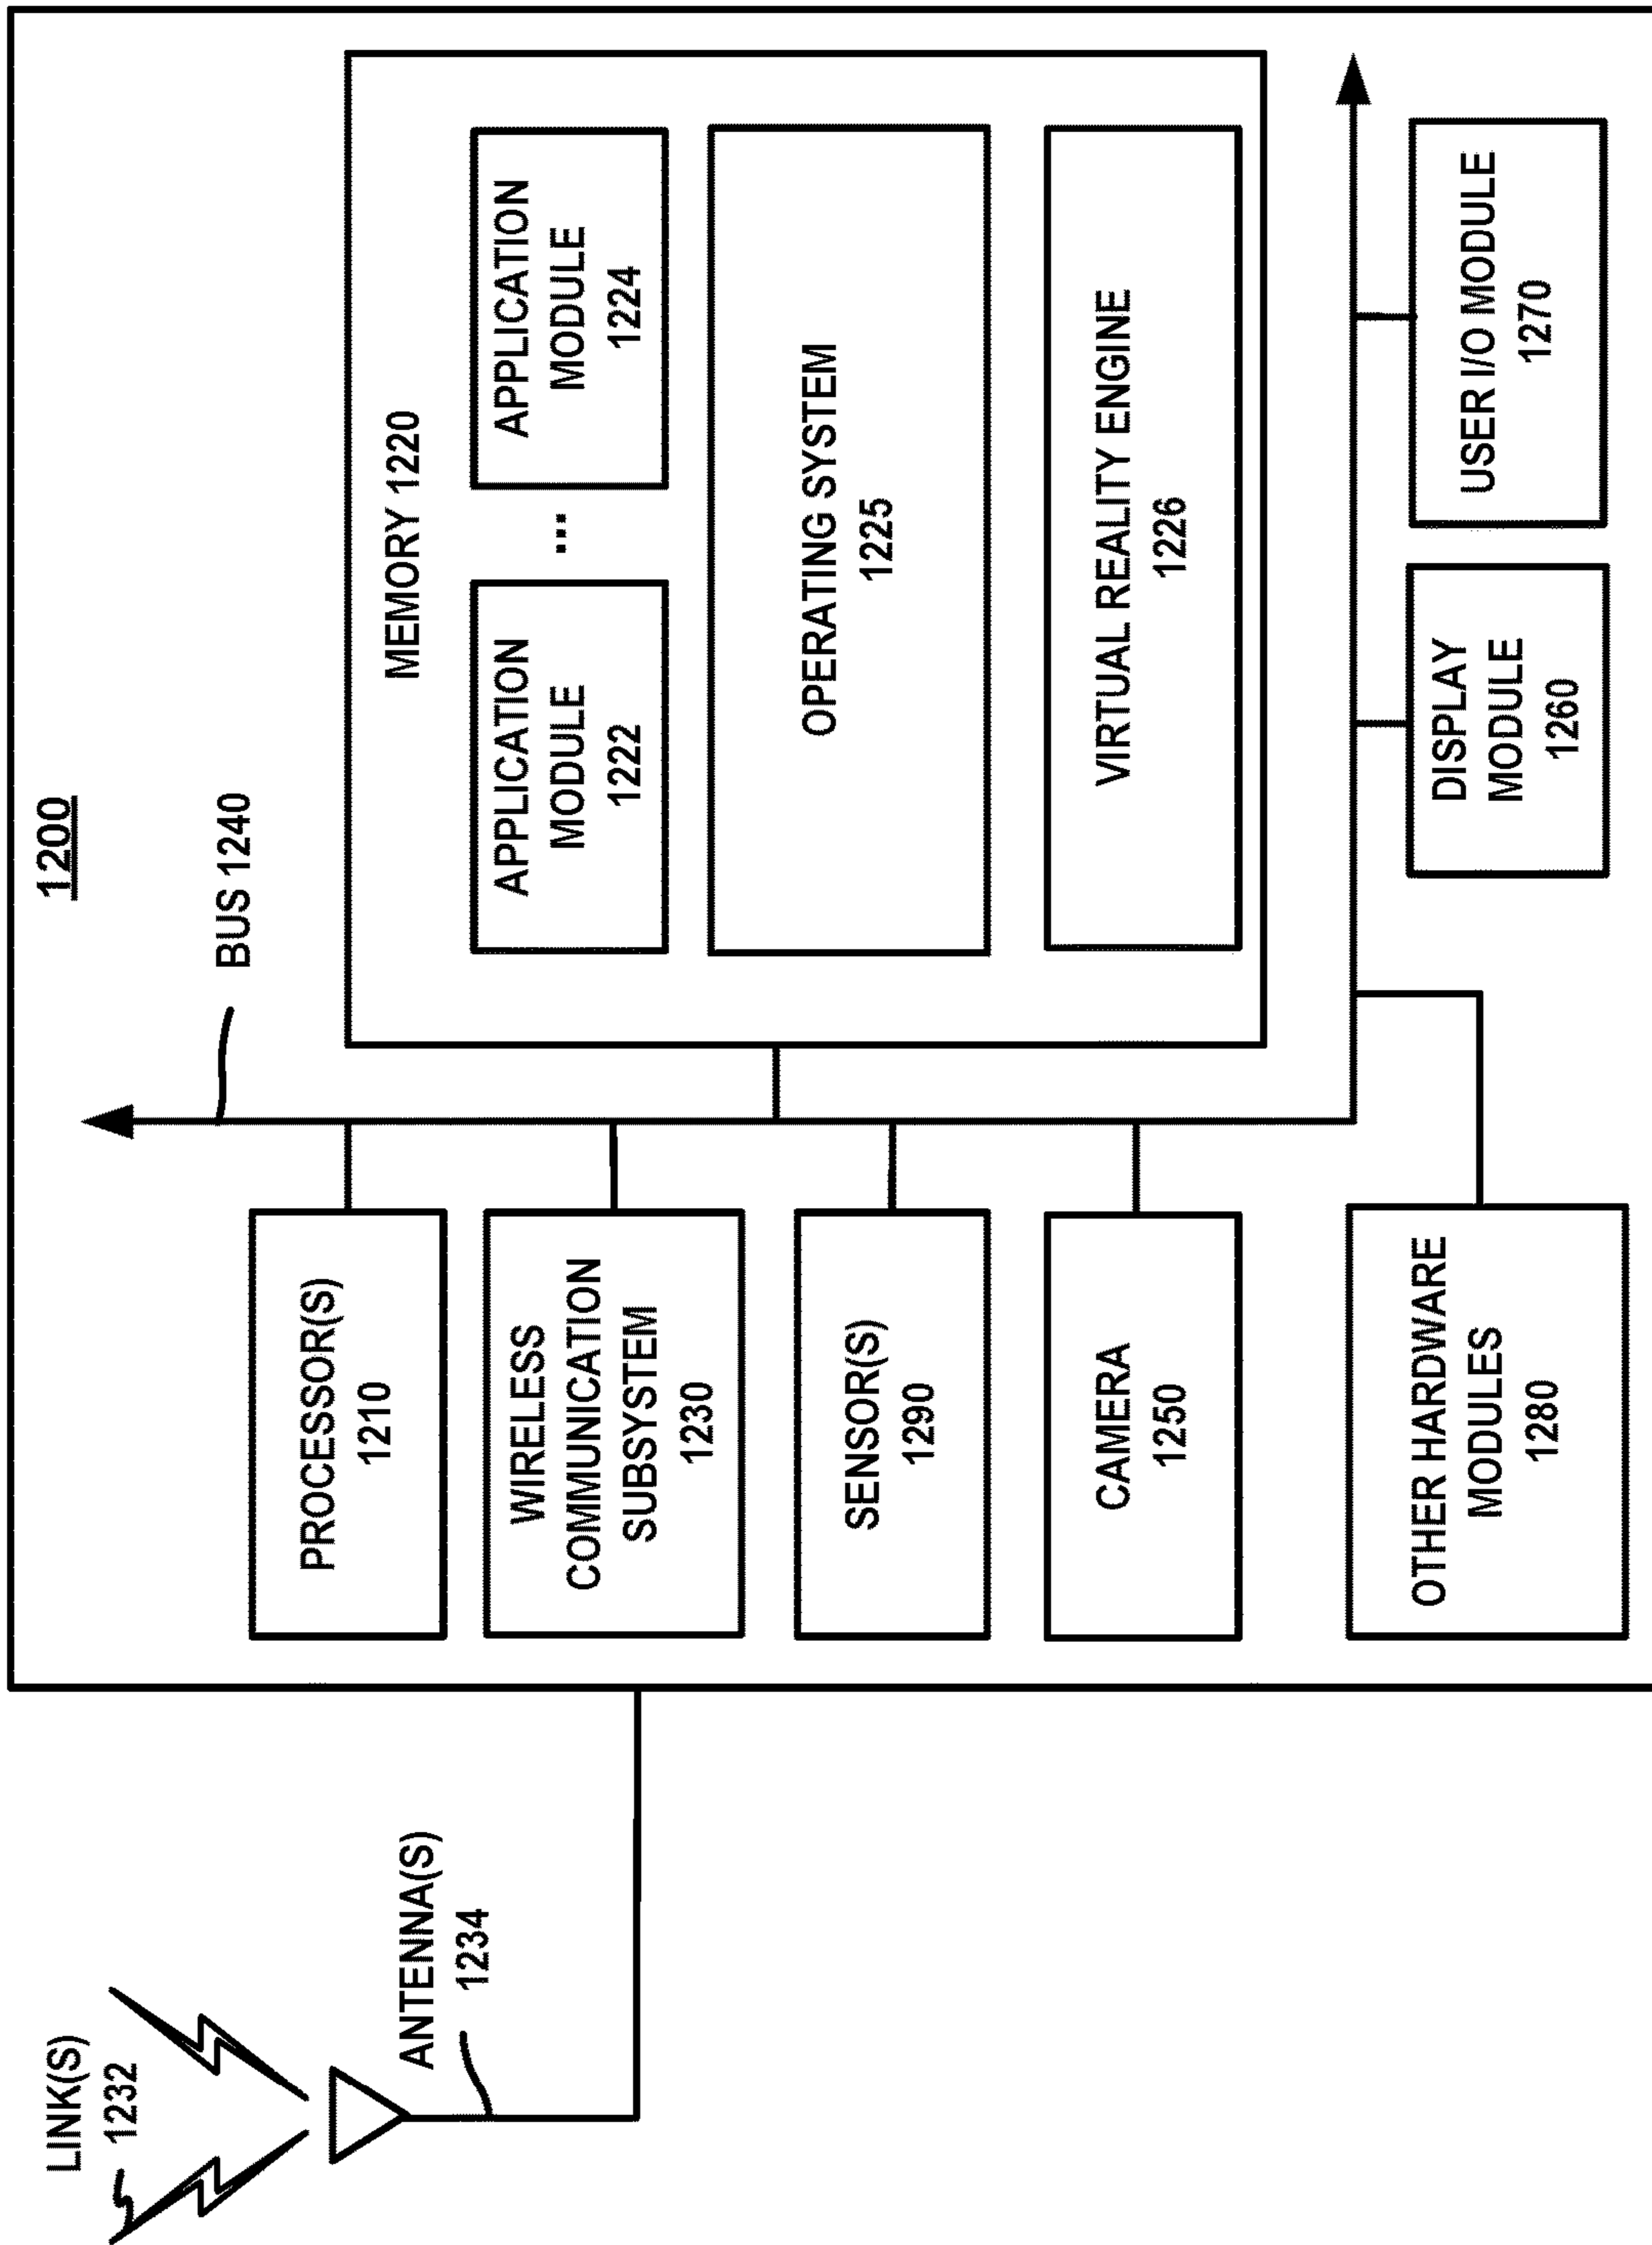 1200
LINK(S)
1232
ANTENNA(S)
1234
BUS 1240
PROCESSOR(S)
1210
WIRELESS
COMMUNICATION
SUBSYSTEM
1230
SENSOR(S)
1290
CAMERA
1250
OTHER HARDWARE
MODULES
1280
MEMORY 1220
APPLICATION
MODULE
1222
...
APPLICATION
MODULE
1224
OPERATING SYSTEM
1225
VIRTUAL REALITY ENGINE
1226
DISPLAY
MODULE
1260
USER I/O MODULE
1270